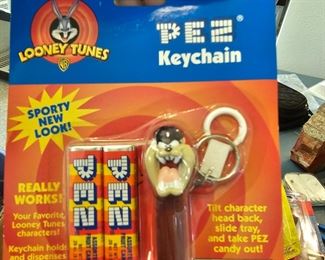 LOONEY TUNES
WB
PEZ®
Keychain
SPORTY
NEW
LOOK!
REALLY
WORKS!
Your Favorite,
Looney Tunes
characters!
Keychain holds
and dispenses
PEZ
PEZ
Tilt character
head back,
slide tray,
and take PEZ
candy out!